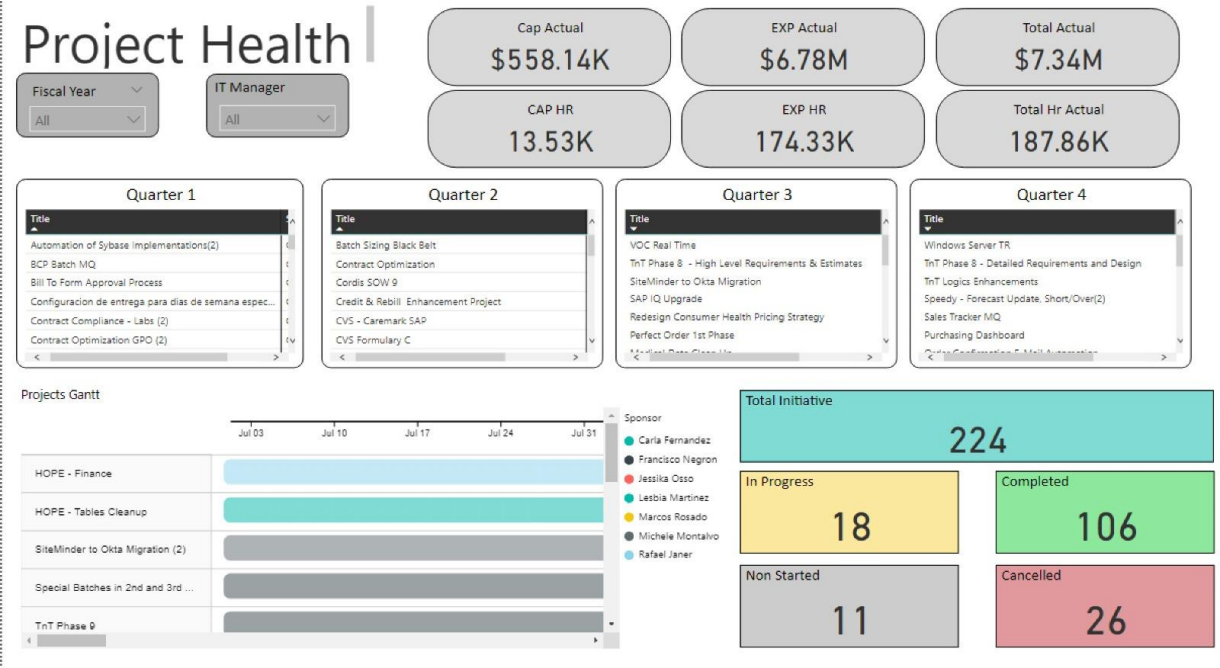 Project Health
Fiscal Year
All
IT Manager
All
Cap Actual
$558.14K
EXP Actual
$6.78M
Total Actual
$7.34M
CAP HR
13.53K
EXP HR
174.33K
Total Hr Actual
187.86K
Quarter 1
Title
Automation of Sybase Implementations(2)
BCP Batch MQ
Bill To Form Approval Process
Configuracion de entrega para dias de semana espec...
Contract Compliance - Labs (2)
Contract Optimization GPO (2)
Quarter 2
Title
Batch Sizing Black Belt
Contract Optimization
Cordis SOW 9
Credit & Rebill Enhancement Project
CVS - Caremark SAP
CVS Formulary C
Quarter 3
Title
VOC Real Time
TnT Phase 8 - High Level Requirements & Estimates
SiteMinder to Okta Migration
SAP IQ Upgrade
Redesign Consumer Health Pricing Strategy
Perfect Order 1st Phase
Quarter 4
Title
Windows Server TR
TnT Phase 8 - Detailed Requirements and Design
TnT Logics Enhancements
Speedy - Forecast Update, Short/Over(2)
Sales Tracker MQ
Purchasing Dashboard
Projects Gantt
Jul 03 Jul 10 Jul 17 Jul 24 Jul 31
HOPE - Finance
HOPE - Tables Cleanup
SiteMinder to Okta Migration (2)
Special Batches in 2nd and 3rd ...
TnT Phase 9
Sponsor
Carla Fernandez
Francisco Negron
Jessika Osso
Lesbia Martinez
Marcos Rosado
Michele Montalvo
Rafael Janer
Total Initiative
224
In Progress
18
Completed
106
Non Started
11
Cancelled
26